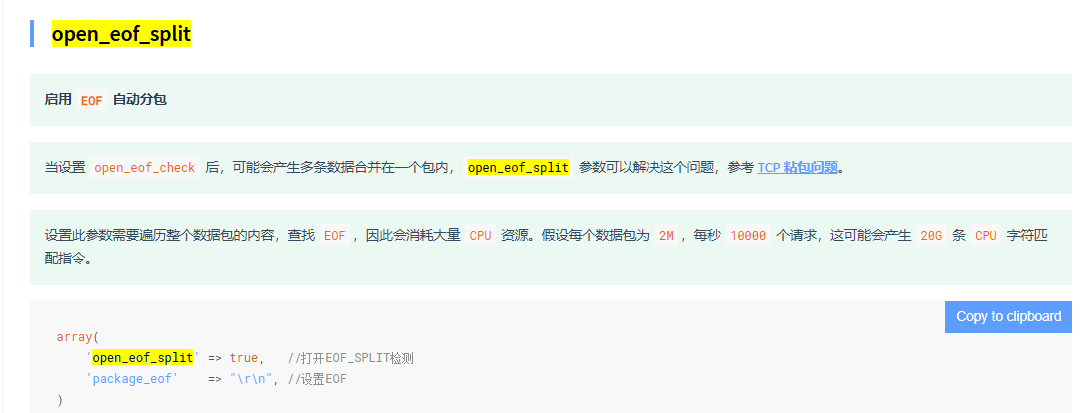 open_eof_split
启用 EOF 自动分包
当设置 open_eof_check 后，可能会产生多条数据合并在一个包内， open_eof_split 参数可以解决这个问题，参考 TCP 粘包问题。
设置此参数需要遍历整个数据包的内容，查找 EOF，因此会消耗大量 CPU 资源。假设每个数据包为 2M，每秒 10000 个请求，这可能会产生 20G 条 CPU 字符匹
配指令。
Copy to clipboard
array(
    'open_eof_split' => true,   //打开EOF_SPLIT检测
    'package_eof'    => "\r\n", //设置EOF
)